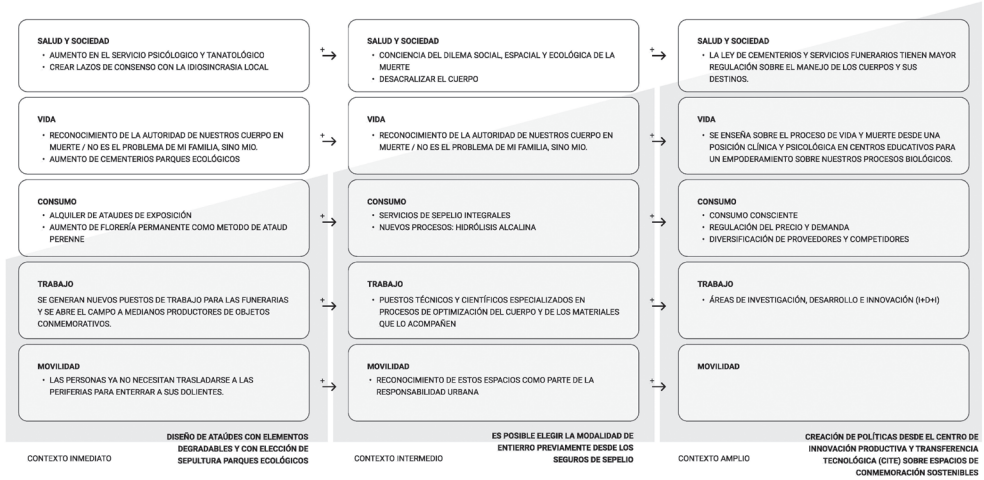 SALUD Y SOCIEDAD
• AUMENTO EN EL SERVICIO PSICÓLOGICO Y TANATOLÓGICO
• CREAR LAZOS DE CONSENSO CON LA IDIOSINCRASIA LOCAL
+
SALUD Y SOCIEDAD
• CONCIENCIA DEL DILEMA SOCIAL, ESPACIAL Y ECOLÓGICA DE LA
MUERTE
• DESACRALIZAR EL CUERPO
+
SALUD Y SOCIEDAD
• LA LEY DE CEMENTERIOS Y SERVICIOS FUNERARIOS TIENEN MAYOR
REGULACIÓN SOBRE EL MANEJO DE LOS CUERPOS Y SUS
DESTINOS.
VIDA
• RECONOCIMIENTO DE LA AUTORIDAD DE NUESTROS CUERPO EN
MUERTE / NO ES EL PROBLEMA DE MI FAMILIA, SINO MIO.
• AUMENTO DE CEMENTERIOS PARQUES ECOLÓGICOS
+
VIDA
• RECONOCIMIENTO DE LA AUTORIDAD DE NUESTROS CUERPO EN
MUERTE / NO ES EL PROBLEMA DE MI FAMILIA, SINO MIO.
+
VIDA
• SE ENSEÑA SOBRE EL PROCESO DE VIDA Y MUERTE DESDE UNA
POSICIÓN CLÍNICA Y PSICOLÓGICA EN CENTROS EDUCATIVOS PARA
UN EMPODERAMIENTO SOBRE NUESTROS PROCESOS BIOLÓGICOS.
CONSUMO
• ALQUILER DE ATAUDES DE EXPOSICIÓN
• AUMENTO DE FLORERÍA PERMANENTE COMO METODO DE ATAUD
PERENNE
+
CONSUMO
• SERVICIOS DE SEPELIO INTEGRALES
• NUEVOS PROCESOS: HIDRÓLISIS ALCALINA
+
CONSUMO
• CONSUMO CONSCIENTE
• REGULACIÓN DEL PRECIO Y DEMANDA
• DIVERSIFICACIÓN DE PROVEEDORES Y COMPETIDORES
TRABAJO
SE GENERAN NUEVOS PUESTOS DE TRABAJO PARA LAS FUNERARIAS
Y SE ABRE EL CAMPO A MEDIANOS PRODUCTORES DE OBJETOS
CONMEMORATIVOS.
+
TRABAJO
• PUESTOS TÉCNICOS Y CIENTÍFICOS ESPECIALIZADOS EN
PROCESOS DE OPTIMIZACIÓN DEL CUERPO Y DE LOS MATERIALES
QUE LO ACOMPAÑEN
+
TRABAJO
• ÁREAS DE INVESTIGACIÓN, DESARROLLO E INNOVACIÓN (I+D+I)
MOVILIDAD
• LAS PERSONAS YA NO NECESITAN TRASLADARSE A LAS
PERIFERIAS PARA ENTERRAR A SUS DOLIENTES.
+
MOVILIDAD
• RECONOCIMIENTO DE ESTOS ESPACIOS COMO PARTE DE LA
RESPONSABILIDAD URBANA
+
MOVILIDAD
CONTEXTO INMEDIATO
DISEÑO DE ATAÚDES CON ELEMENTOS
DEGRADABLES Y CON ELECCIÓN DE
SEPULTURA PARQUES ECOLÓGICOS
CONTEXTO INTERMEDIO
ES POSIBLE ELEGIR LA MODALIDAD DE
ENTIERRO PREVIAMENTE DESDE LOS
SEGUROS DE SEPELIO
CONTEXTO AMPLIO
CREACIÓN DE POLÍTICAS DESDE EL CENTRO DE
INNOVACIÓN PRODUCTIVA Y TRANSFERENCIA
TECNOLÓGICA (CITE) SOBRE ESPACIOS DE
CONMEMORACIÓN SOSTENIBLES